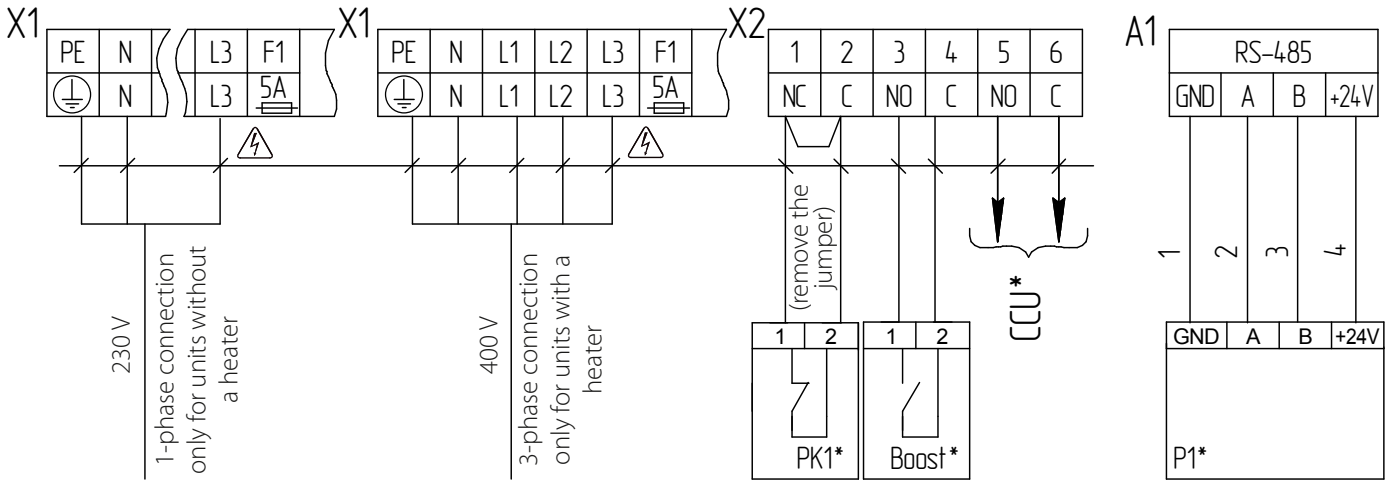 X1
PE N L3 F1
N L3 5A
230 V
1-phase connection
only for units without
a heater
X1
PE N L1 L2 L3 F1
N L1 L2 L3 5A
400 V
3-phase connection
only for units with a
heater
X2
1 2 3 4 5 6
NC C NO C NO C
(remove the
jumper)
1 2
PK1*
1 2
Boost*
CCU*
A1
RS-485
GND A B +24V
1 2 3 4
GND A B +24V
P1*